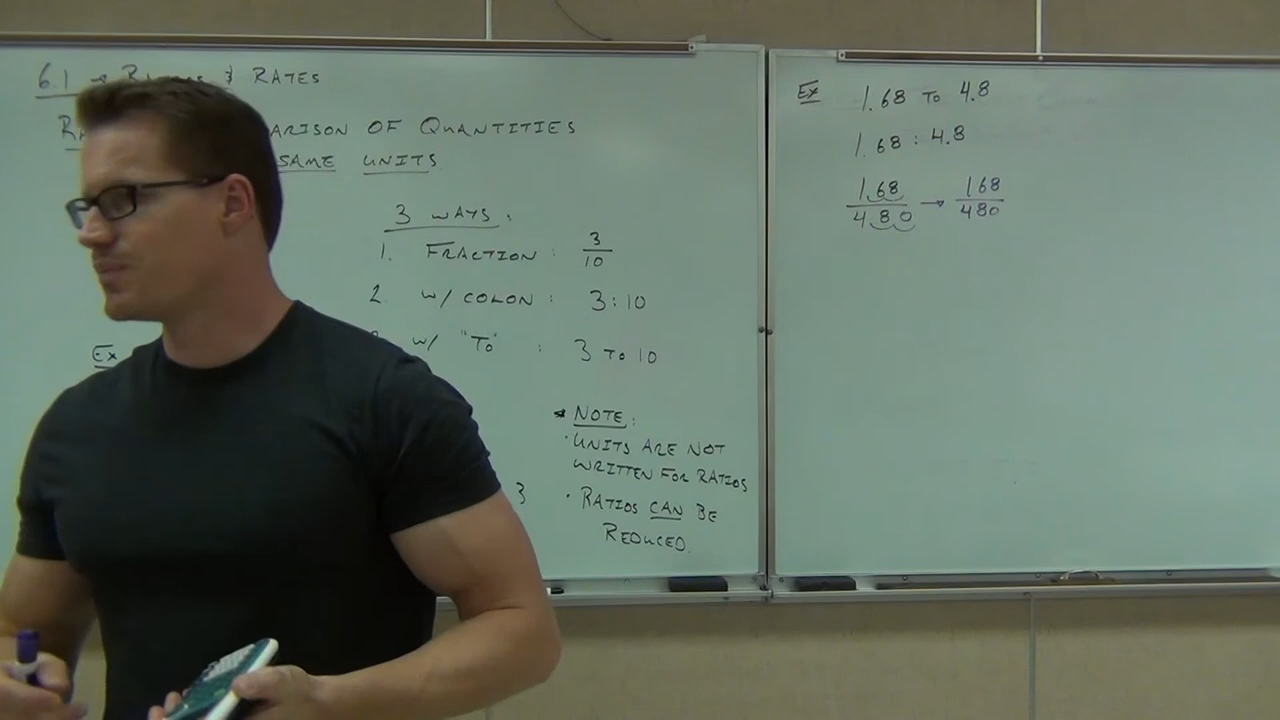 6.1 → & RATES
ARISON OF QUANTITIES
SAME UNITS
3 WAYS:
1. FRACTION : 3/10
2 W/ COLON : 3:10
W/ "TO" : 3 TO 10
Ex
3
* NOTE:
· UNITS ARE NOT
WRITTEN FOR RATIOS
· RATIOS CAN BE
REDUCED.
Ex 1.68 TO 4.8
1.68 : 4.8
1.68/4.80 → 168/480